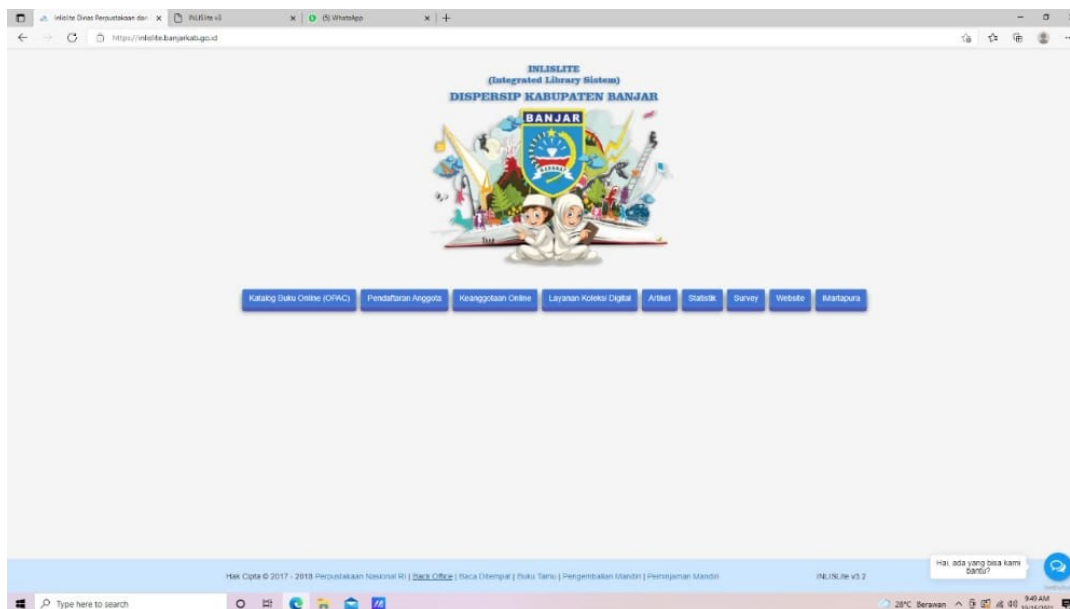 Inlislite Dinas Perpustakaan dan
INLISlite v3
(5) WhatsApp
https://inlislite.banjarkab.go.id
INLISLITE
(Integrated Library Sistem)
DISPERSIP KABUPATEN BANJAR
BANJAR
BARAKAT
Katalog Buku Online (OPAC)
Pendaftaran Anggota
Keanggotaan Online
Layanan Koleksi Digital
Artikel
Statistik
Survey
Website
iMartapura
Hak Cipta © 2017 - 2018 Perpustakaan Nasional RI | Back Office | Baca Ditempat | Buku Tamu | Pengembalian Mandiri | Peminjaman Mandiri
INLISLite v3.2
Hai, ada yang bisa kami bantu?
Type here to search
28°C Berawan
9:49 AM